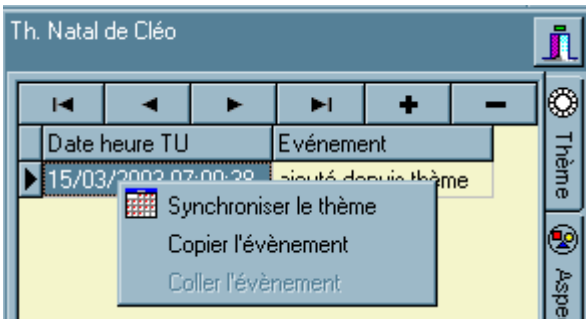 Th. Natal de Cléo
Date heure TU
Evénement
15/03/2003 07:00:39
ajouté depuis thème
Synchroniser le thème
Copier l'évènement
Coller l'évènement
Thème
Aspe